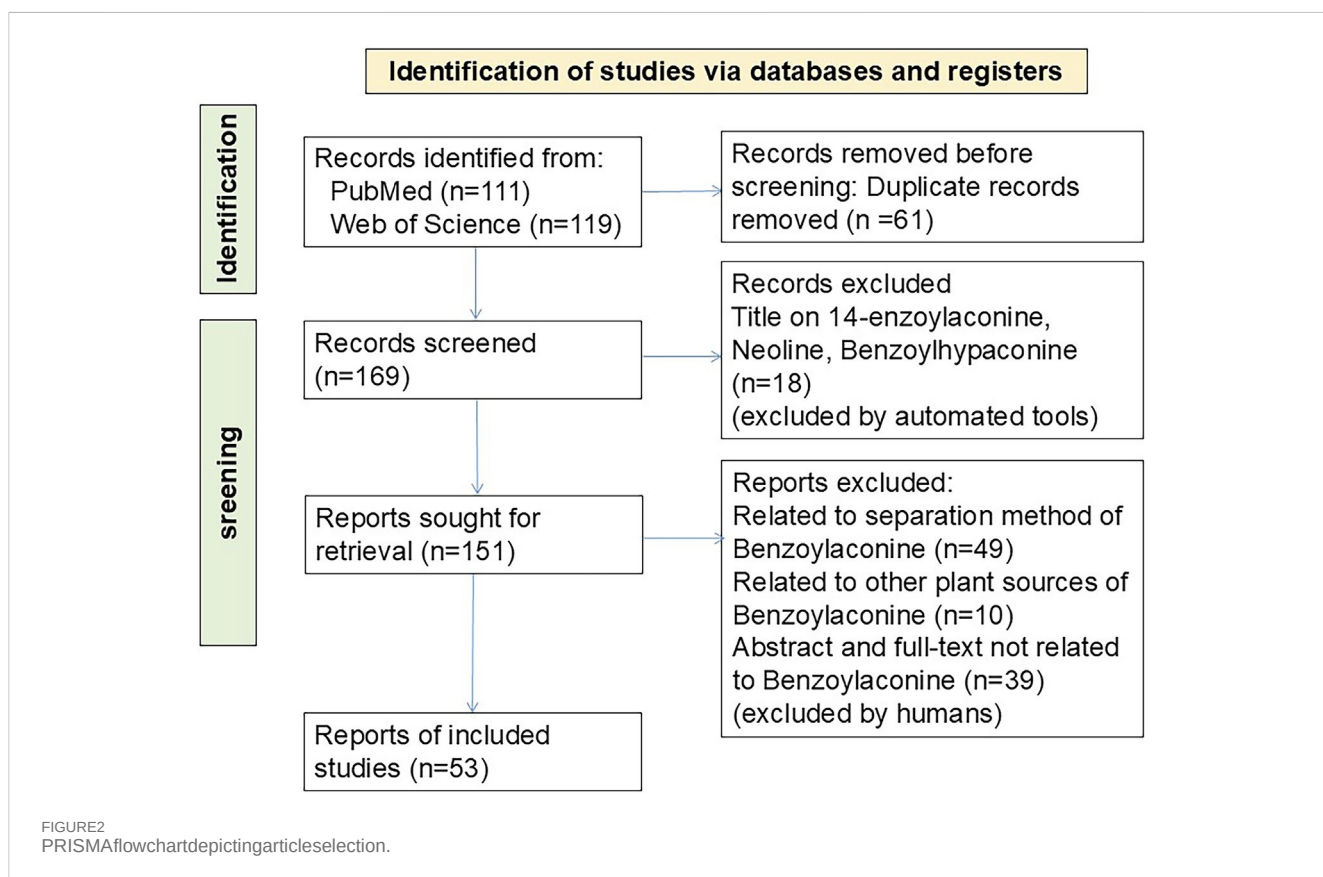 Identification of studies via databases and registers
Identification
Records identified from:
PubMed (n=111)
Web of Science (n=119)
Records removed before
screening: Duplicate records
removed (n =61)
Records screened
(n=169)
Records excluded
Title on 14-enzoylaconine,
Neoline, Benzoylhypaconine
(n=18)
(excluded by automated tools)
srening
Reports sought for
retrieval (n=151)
Reports excluded:
Related to separation method of
Benzoylaconine (n=49)
Related to other plant sources of
Benzoylaconine (n=10)
Abstract and full-text not related
to Benzoylaconine (n=39)
(excluded by humans)
Reports of included
studies (n=53)
FIGURE2
PRISMAflowchartdepictingarticleselection.